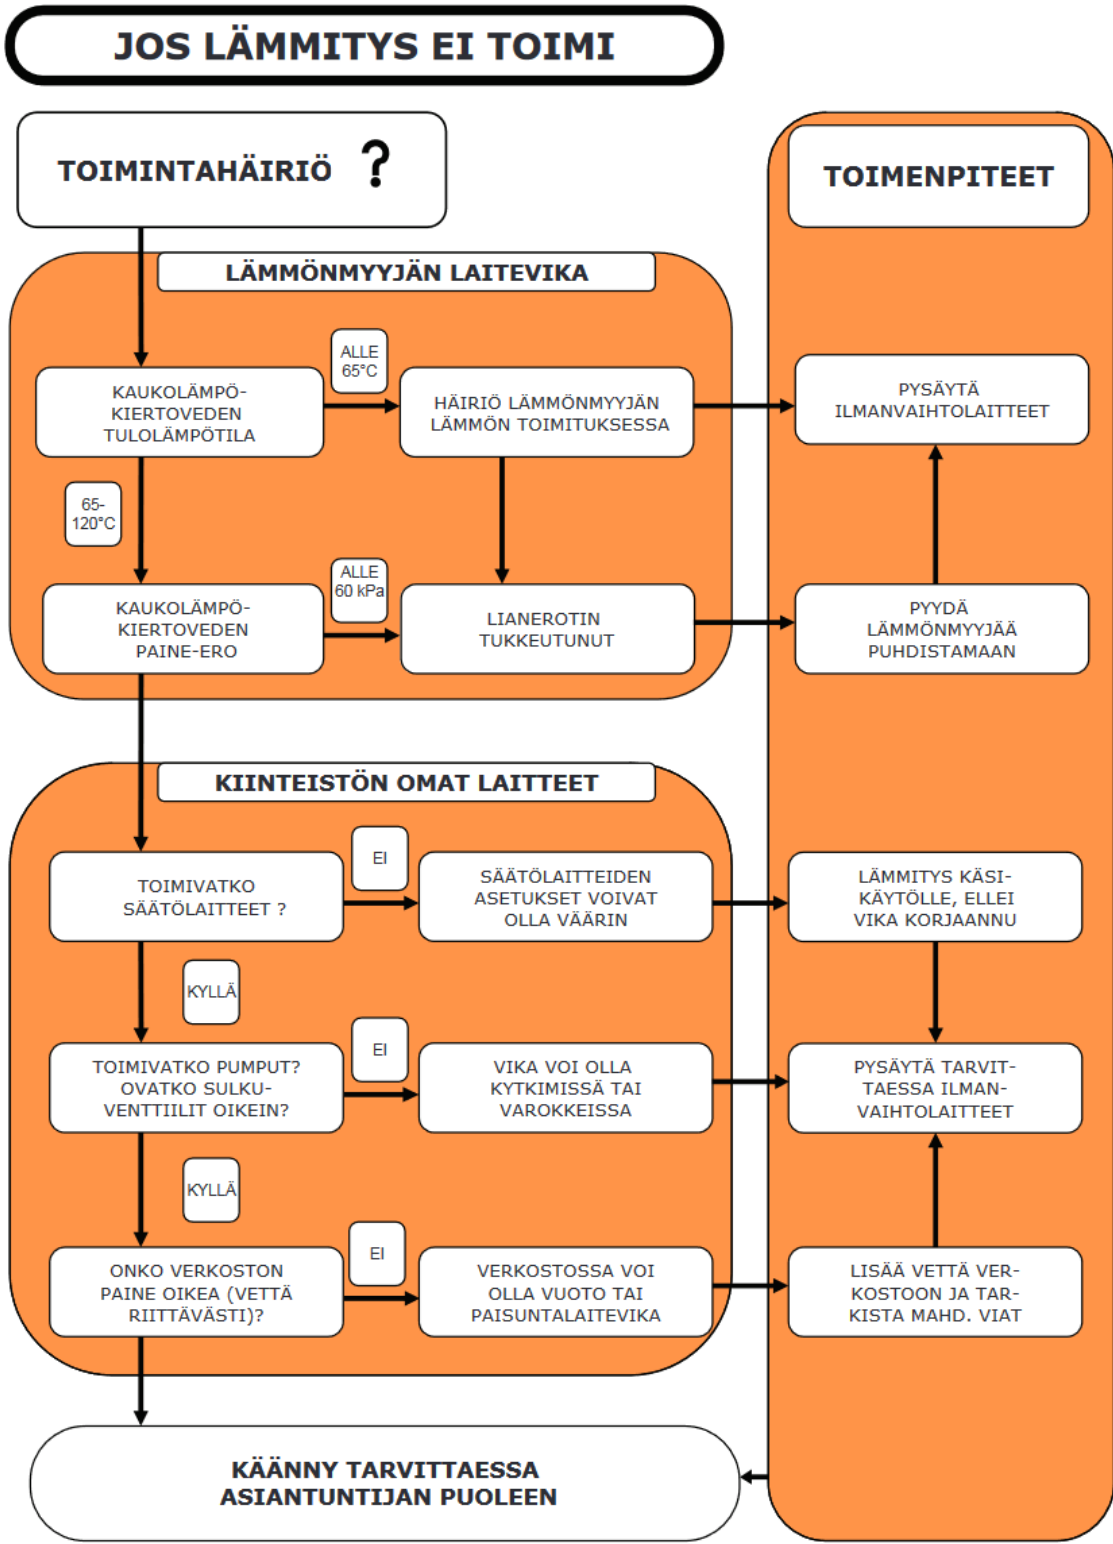 JOS LÄMMITYS EI TOIMI
TOIMINTAHÄIRIÖ ?
TOIMENPITEET
LÄMMÖNMYYJÄN LAITEVIKA
KAUKOLÄMPÖ-
KIERTOVEDEN
TULOLÄMPÖTILA
ALLE
65°C
HÄIRIÖ LÄMMÖNMYYJÄN
LÄMMÖN TOIMITUKSESSA
PYSÄYTÄ
ILMANVAIHTOLAITTEET
65-
120°C
KAUKOLÄMPÖ-
KIERTOVEDEN
PAINE-ERO
ALLE
60 kPa
LIANEROTIN
TUKKEUTUNUT
PYYDÄ
LÄMMÖNMYYJÄÄ
PUHDISTAMAAN
KIINTEISTÖN OMAT LAITTEET
TOIMIVATKO
SÄÄTÖLAITTEET ?
EI
SÄÄTÖLAITTEIDEN
ASETUKSET VOIVAT
OLLA VÄÄRIN
LÄMMITYS KÄSI-
KÄYTÖLLE, ELLEI
VIKA KORJAANNU
KYLLÄ
TOIMIVATKO PUMPUT?
OVATKO SULKU-
VENTTIILIT OIKEIN?
EI
VIKA VOI OLLA
KYTKIMISSÄ TAI
VAROKKEISSA
PYSÄYTÄ TARVIT-
TAESSA ILMAN-
VAIHTOLAITTEET
KYLLÄ
ONKO VERKOSTON
PAINE OIKEA (VETTÄ
RIITTÄVÄSTI)?
EI
VERKOSTOSSA VOI
OLLA VUOTO TAI
PAISUNTALAITEVIKA
LISÄÄ VETTÄ VER-
KOSTOON JA TAR-
KISTA MAHD. VIAT
KÄÄNNY TARVITTAESSA
ASIANTUNTIJAN PUOLEEN